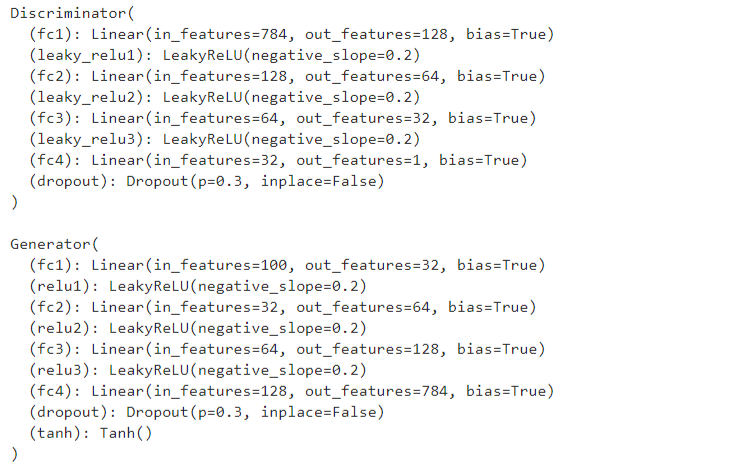 Discriminator(
  (fc1): Linear(in_features=784, out_features=128, bias=True)
  (leaky_relu1): LeakyReLU(negative_slope=0.2)
  (fc2): Linear(in_features=128, out_features=64, bias=True)
  (leaky_relu2): LeakyReLU(negative_slope=0.2)
  (fc3): Linear(in_features=64, out_features=32, bias=True)
  (leaky_relu3): LeakyReLU(negative_slope=0.2)
  (fc4): Linear(in_features=32, out_features=1, bias=True)
  (dropout): Dropout(p=0.3, inplace=False)
)

Generator(
  (fc1): Linear(in_features=100, out_features=32, bias=True)
  (relu1): LeakyReLU(negative_slope=0.2)
  (fc2): Linear(in_features=32, out_features=64, bias=True)
  (relu2): LeakyReLU(negative_slope=0.2)
  (fc3): Linear(in_features=64, out_features=128, bias=True)
  (relu3): LeakyReLU(negative_slope=0.2)
  (fc4): Linear(in_features=128, out_features=784, bias=True)
  (dropout): Dropout(p=0.3, inplace=False)
  (tanh): Tanh()
)